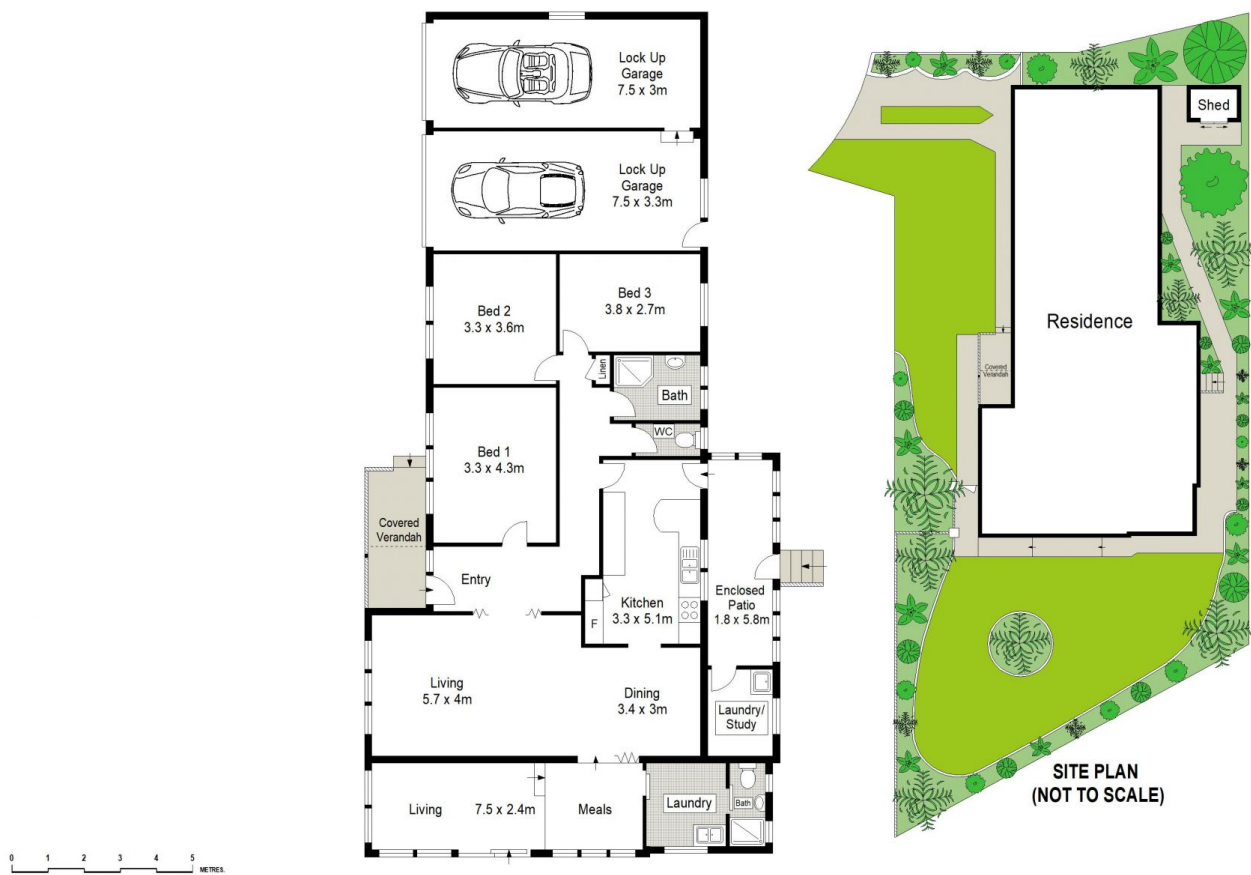 Lock Up
Garage
7.5 x 3m
Lock Up
Garage
7.5 x 3.3m
Bed 2
3.3 x 3.6m
Bed 3
3.8 x 2.7m
Linen
Bath
WC
Bed 1
3.3 x 4.3m
Covered
Verandah
Entry
Kitchen
3.3 x 5.1m
F
Enclosed
Patio
1.8 x 5.8m
Living
5.7 x 4m
Dining
3.4 x 3m
Laundry/
Study
Living
7.5 x 2.4m
Meals
Laundry
Bath
0 1 2 3 4 5
METRES.
Shed
Residence
Covered
Verandah
SITE PLAN
(NOT TO SCALE)